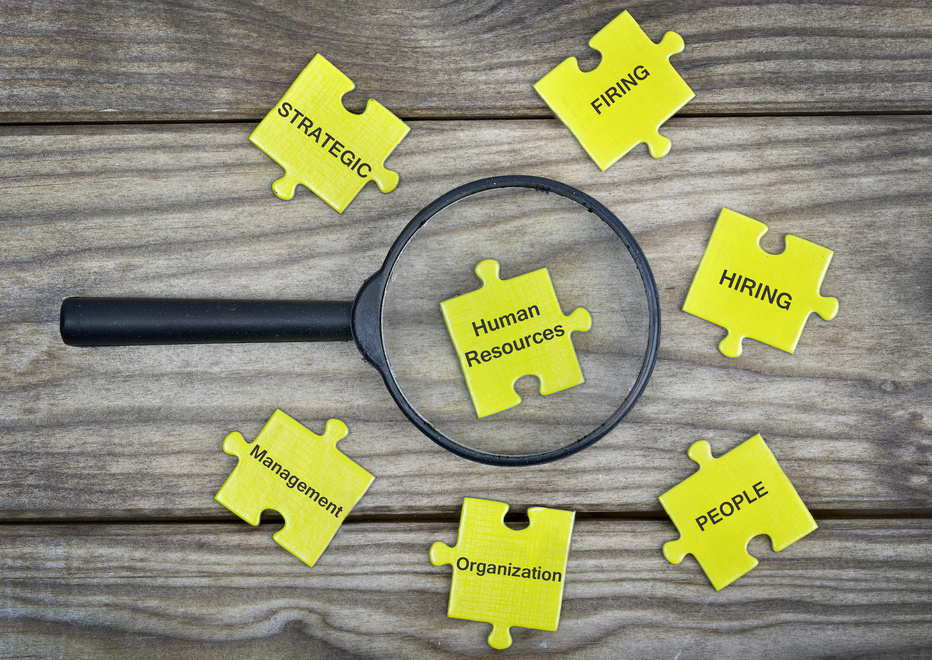 STRATEGIC
FIRING
HIRING
Human
Resources
Management
PEOPLE
Organization